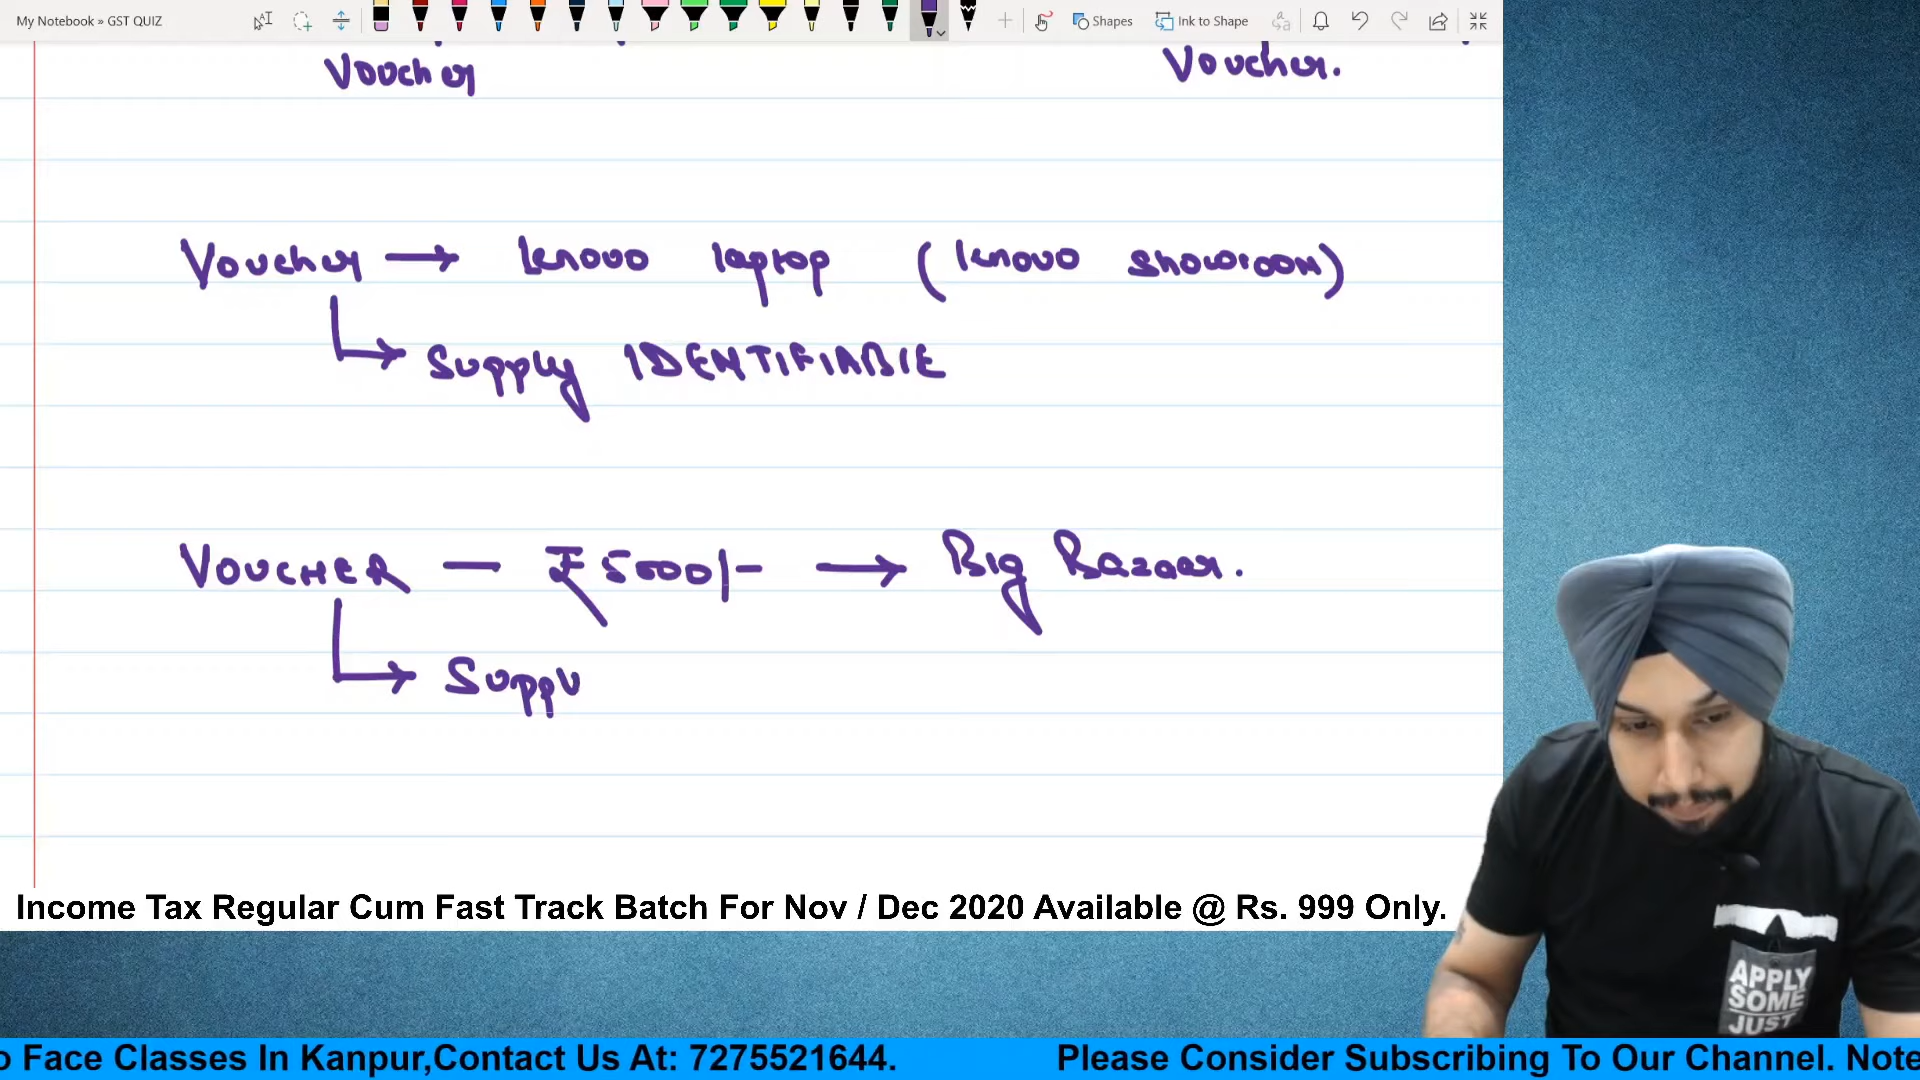 My Notebook » GST QUIZ
Shapes
Ink to Shape
Voucher
Voucher.
Voucher → lenovo laptop (lenovo showroom)
Supply IDENTIFIABLE
VOUCHER — ₹5000/- → Big Bazaar.
Supp
Income Tax Regular Cum Fast Track Batch For Nov / Dec 2020 Available @ Rs. 999 Only.
APPLY
SOME
JUST
o Face Classes In Kanpur,Contact Us At: 7275521644. Please Consider Subscribing To Our Channel. Note